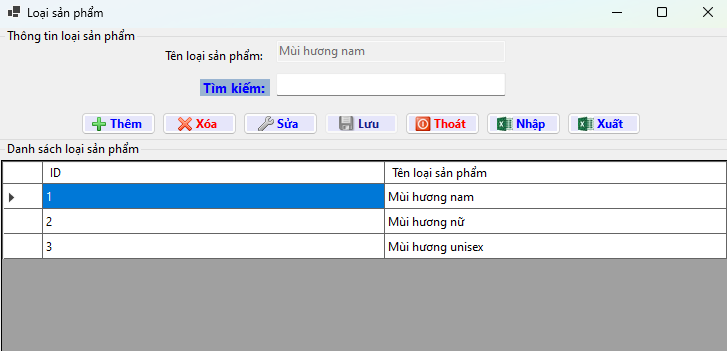 Loại sản phẩm
Thông tin loại sản phẩm
Tên loại sản phẩm: Mùi hương nam
Tìm kiếm:
Thêm Xóa Sửa Lưu Thoát Nhập Xuất
Danh sách loại sản phẩm
ID Tên loại sản phẩm
1 Mùi hương nam
2 Mùi hương nữ
3 Mùi hương unisex